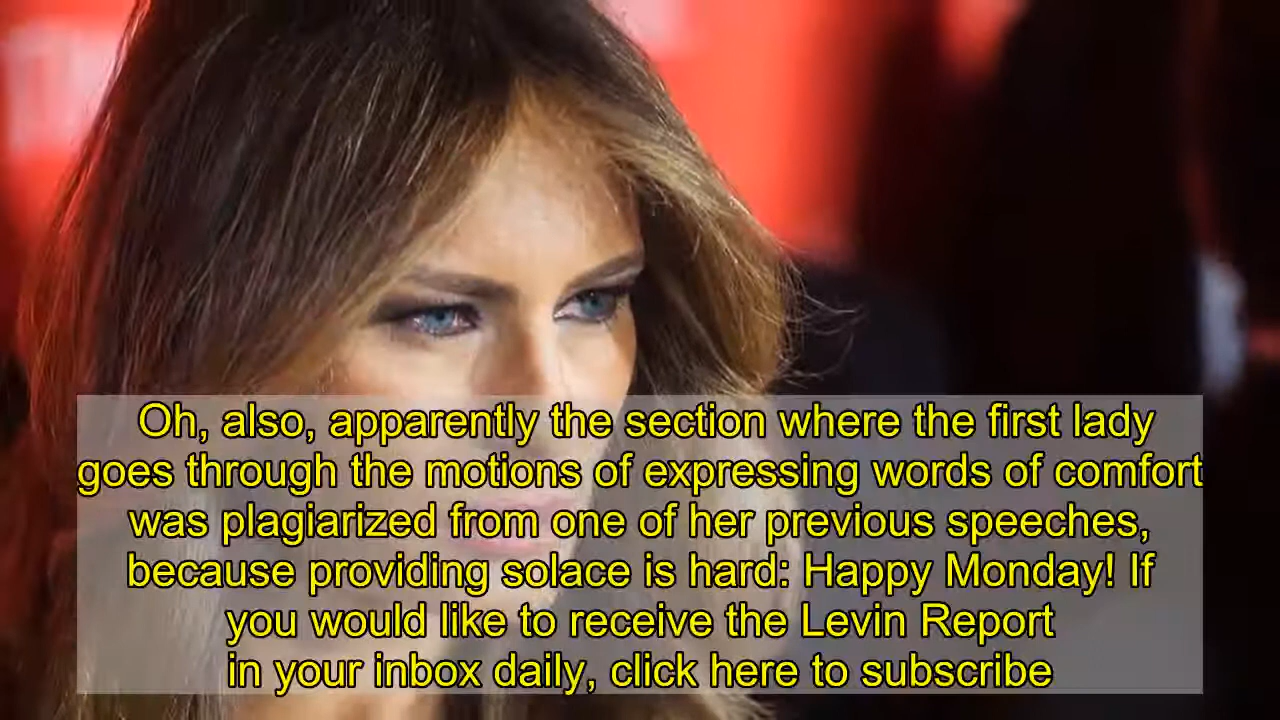 Oh, also, apparently the section where the first lady
goes through the motions of expressing words of comfort
was plagiarized from one of her previous speeches,
because providing solace is hard: Happy Monday! If
you would like to receive the Levin Report
in your inbox daily, click here to subscribe